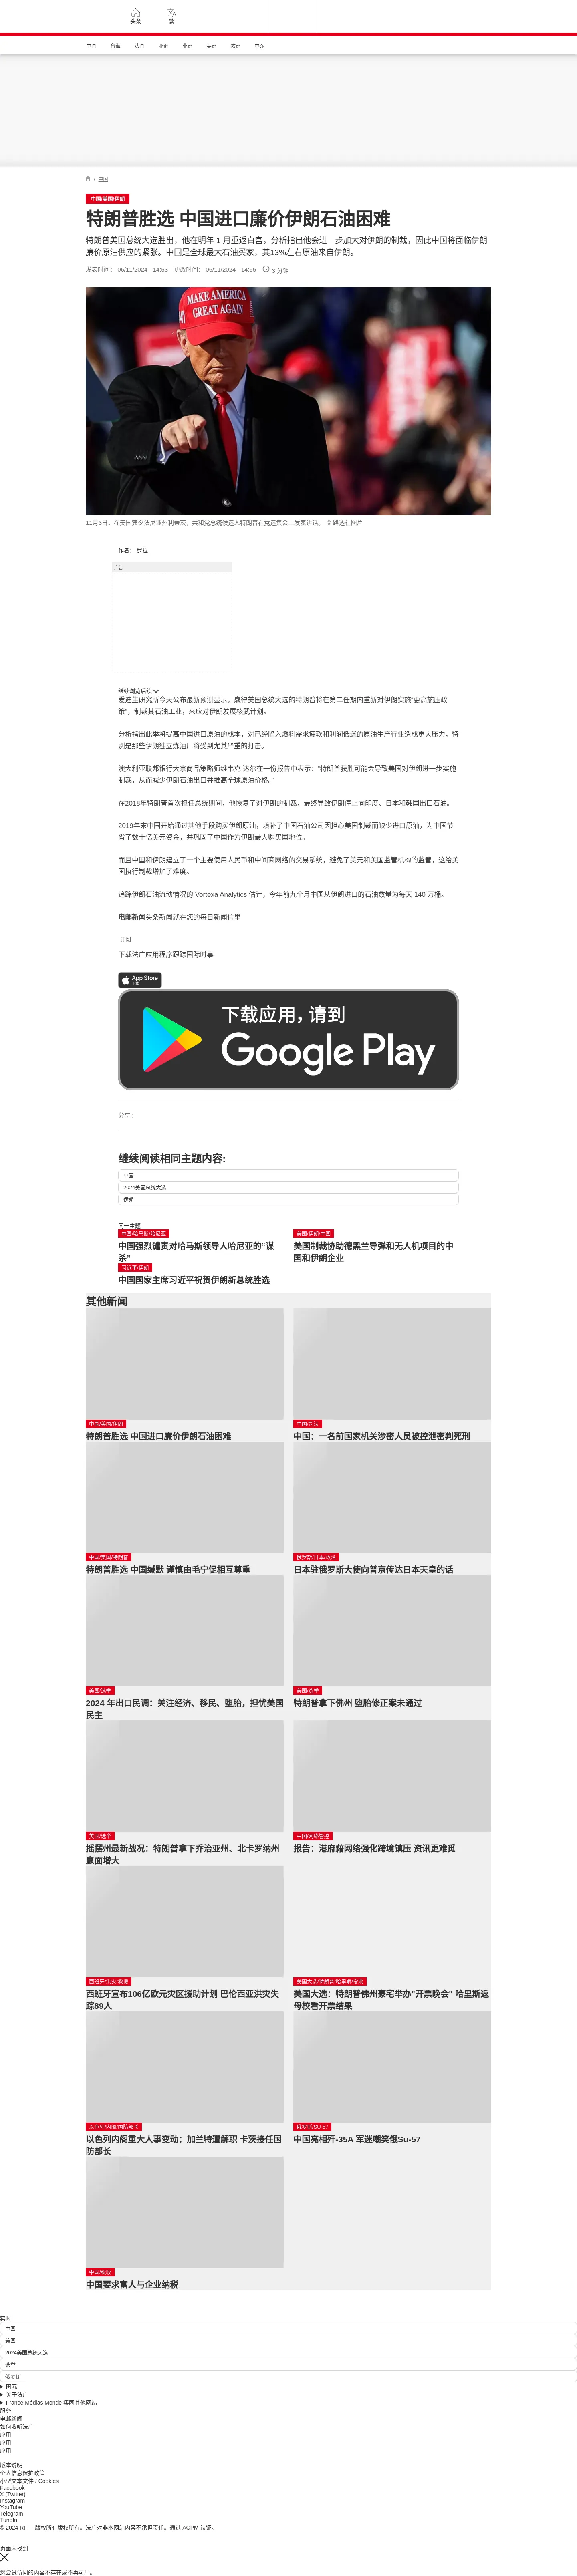 头条
繁
中国
台海
法国
亚洲
非洲
美洲
欧洲
中东
/ 中国
中国/美国/伊朗
特朗普胜选 中国进口廉价伊朗石油困难
特朗普美国总统大选胜出，他在明年 1 月重返白宫，分析指出他会进一步加大对伊朗的制裁，因此中国将面临伊朗
廉价原油供应的紧张。中国是全球最大石油买家，其13%左右原油来自伊朗。
发表时间： 06/11/2024 - 14:53 更改时间： 06/11/2024 - 14:55 3 分钟
MAKE AMERICA
GREAT AGAIN
11月3日，在美国宾夕法尼亚州利蒂茨，共和党总统候选人特朗普在竞选集会上发表讲话。 © 路透社图片
作者： 罗拉
广告
继续浏览后续
爱迪生研究所今天公布最新预测显示，赢得美国总统大选的特朗普将在第二任期内重新对伊朗实施“更高施压政
策”，制裁其石油工业，来应对伊朗发展核武计划。
分析指出此举将提高中国进口原油的成本，对已经陷入燃料需求疲软和利润低迷的原油生产行业造成更大压力，特
别是那些伊朗独立炼油厂将受到尤其严重的打击。
澳大利亚联邦银行大宗商品策略师维韦克·达尔在一份报告中表示：“特朗普获胜可能会导致美国对伊朗进一步实施
制裁，从而减少伊朗石油出口并推高全球原油价格。”
在2018年特朗普首次担任总统期间，他恢复了对伊朗的制裁，最终导致伊朗停止向印度、日本和韩国出口石油。
2019年末中国开始通过其他手段购买伊朗原油，填补了中国石油公司因担心美国制裁而缺少进口原油，为中国节
省了数十亿美元资金，并巩固了中国作为伊朗最大购买国地位。
而且中国和伊朗建立了一个主要使用人民币和中间商网络的交易系统，避免了美元和美国监管机构的监管，这给美
国执行制裁增加了难度。
追踪伊朗石油流动情况的 Vortexa Analytics 估计，今年前九个月中国从伊朗进口的石油数量为每天 140 万桶。
电邮新闻头条新闻就在您的每日新闻信里
订阅
下载法广应用程序跟踪国际时事
App Store
下载
下载应用，请到
Google Play
分享 :
继续阅读相同主题内容:
中国
2024美国总统大选
伊朗
同一主题
中国/哈马斯/哈尼亚
中国强烈谴责对哈马斯领导人哈尼亚的“谋
杀”
美国/伊朗/中国
美国制裁协助德黑兰导弹和无人机项目的中
国和伊朗企业
习近平/伊朗
中国国家主席习近平祝贺伊朗新总统胜选
其他新闻
中国/美国/伊朗
特朗普胜选 中国进口廉价伊朗石油困难
中国/司法
中国：一名前国家机关涉密人员被控泄密判死刑
中国/美国/特朗普
特朗普胜选 中国缄默 谨慎由毛宁促相互尊重
俄罗斯/日本/政治
日本驻俄罗斯大使向普京传达日本天皇的话
美国/选举
2024 年出口民调：关注经济、移民、堕胎，担忧美国
民主
美国/选举
特朗普拿下佛州 堕胎修正案未通过
美国/选举
摇摆州最新战况：特朗普拿下乔治亚州、北卡罗纳州
赢面增大
中国/网络管控
报告：港府藉网络强化跨境镇压 资讯更难觅
西班牙/洪灾/救援
西班牙宣布106亿欧元灾区援助计划 巴伦西亚洪灾失
踪89人
美国大选/特朗普/哈里斯/投票
美国大选：特朗普佛州豪宅举办"开票晚会" 哈里斯返
母校看开票结果
以色列/内阁/国防部长
以色列内阁重大人事变动：加兰特遭解职 卡茨接任国
防部长
俄罗斯/SU-57
中国亮相歼-35A 军迷嘲笑俄Su-57
中国/税收
中国要求富人与企业纳税
实时
中国
美国
2024美国总统大选
选举
俄罗斯
国际
关于法广
France Médias Monde 集团其他网站
服务
电邮新闻
如何收听法广
应用
应用
应用
版本说明
个人信息保护政策
小型文本文件 / Cookies
Facebook
X (Twitter)
Instagram
YouTube
Telegram
TuneIn
© 2024 RFI – 版权所有版权所有。法广对非本网站内容不承担责任。通过 ACPM 认证。
页面未找到
您尝试访问的内容不存在或不再可用。